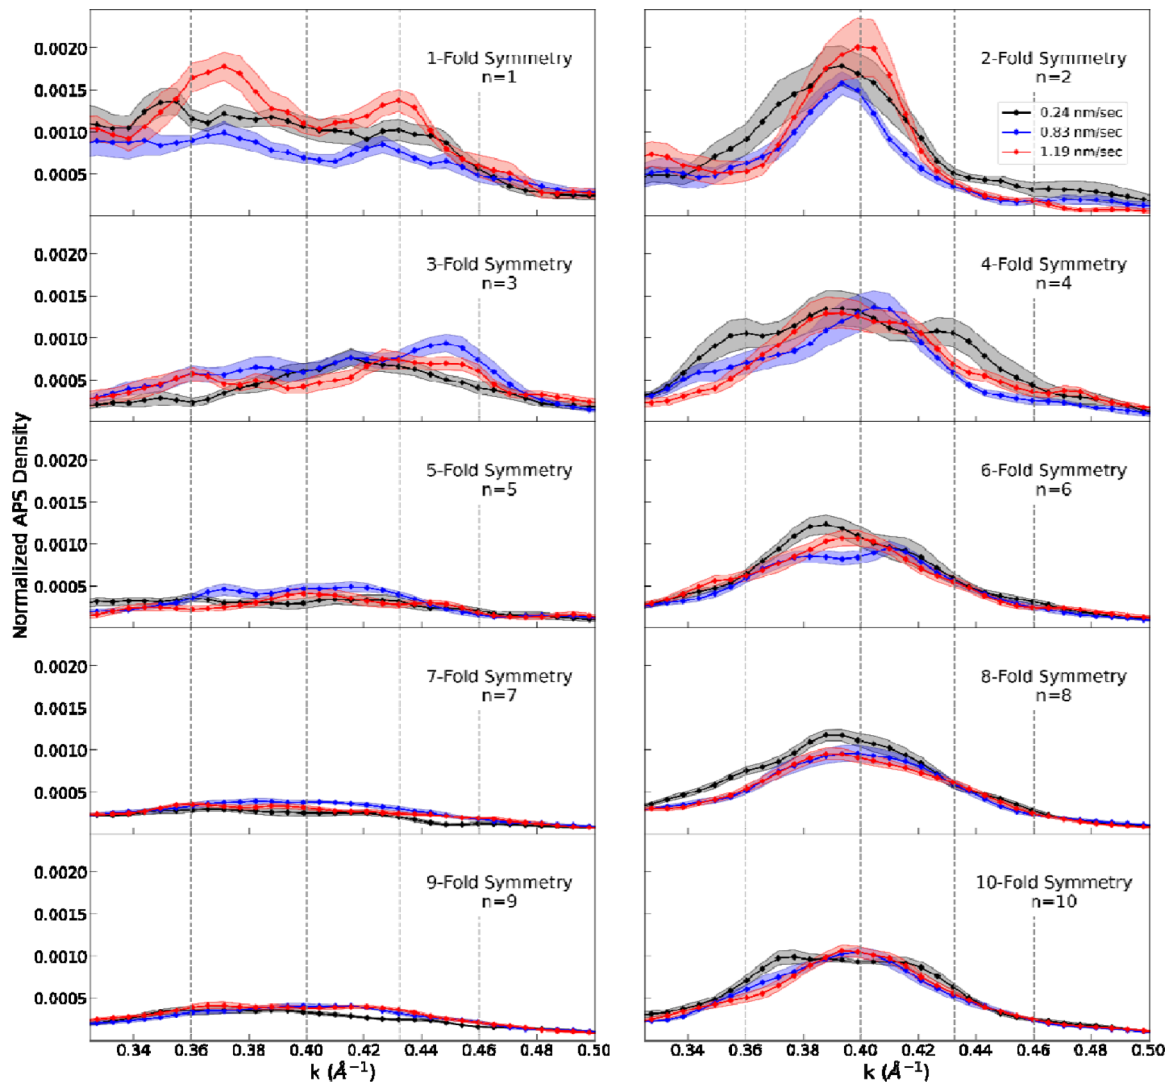 Normalized APS Density
0.0020
0.0015
0.0010
0.0005
1-Fold Symmetry
n=1
2-Fold Symmetry
n=2
0.24 nm/sec
0.83 nm/sec
1.19 nm/sec
0.0020
0.0015
0.0010
0.0005
3-Fold Symmetry
n=3
4-Fold Symmetry
n=4
0.0020
0.0015
0.0010
0.0005
5-Fold Symmetry
n=5
6-Fold Symmetry
n=6
0.0020
0.0015
0.0010
0.0005
7-Fold Symmetry
n=7
8-Fold Symmetry
n=8
0.0020
0.0015
0.0010
0.0005
9-Fold Symmetry
n=9
10-Fold Symmetry
n=10
0.34 0.36 0.38 0.40 0.42 0.44 0.46 0.48 0.50
0.34 0.36 0.38 0.40 0.42 0.44 0.46 0.48 0.50
k (Å⁻¹)
k (Å⁻¹)